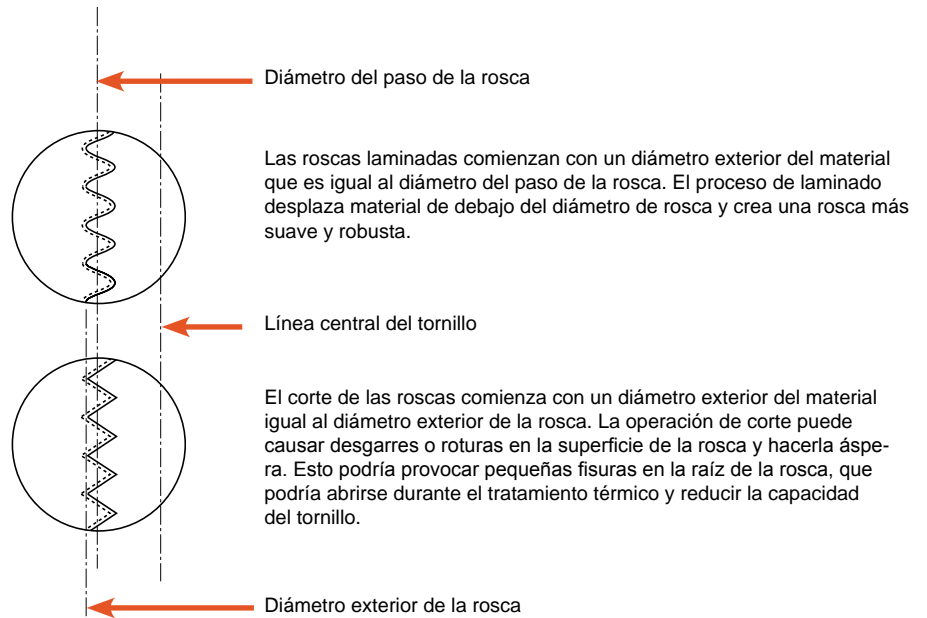 Diámetro del paso de la rosca
Las roscas laminadas comienzan con un diámetro exterior del material
que es igual al diámetro del paso de la rosca. El proceso de laminado
desplaza material de debajo del diámetro de rosca y crea una rosca más
suave y robusta.
Línea central del tornillo
El corte de las roscas comienza con un diámetro exterior del material
igual al diámetro exterior de la rosca. La operación de corte puede
causar desgarres o roturas en la superficie de la rosca y hacerla áspe-
ra. Esto podría provocar pequeñas fisuras en la raíz de la rosca, que
podría abrirse durante el tratamiento térmico y reducir la capacidad
del tornillo.
Diámetro exterior de la rosca